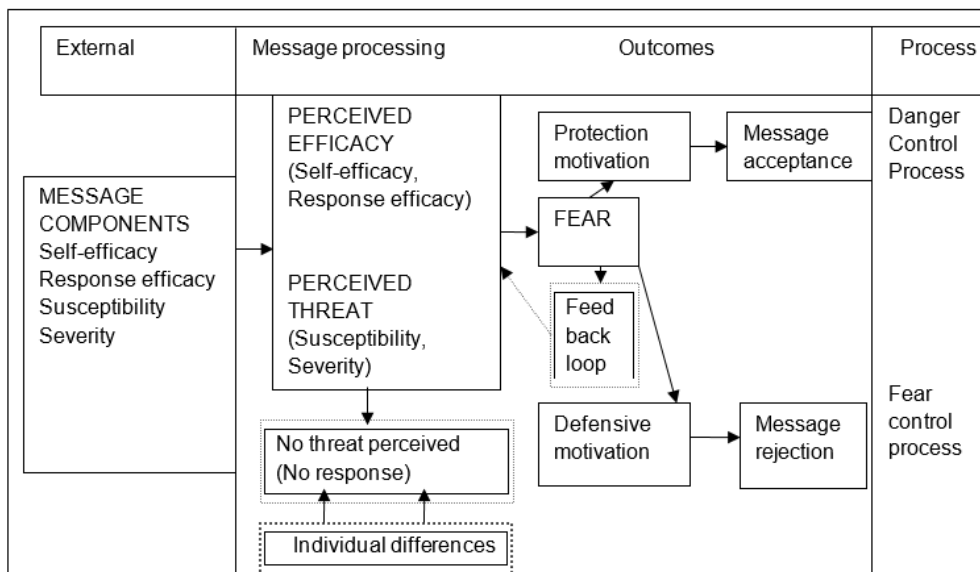 External
Message processing
Outcomes
Process
MESSAGE
COMPONENTS
Self-efficacy
Response efficacy
Susceptibility
Severity
PERCEIVED
EFFICACY
(Self-efficacy,
Response efficacy)
PERCEIVED
THREAT
(Susceptibility,
Severity)
No threat perceived
(No response)
Individual differences
Protection
motivation
Message
acceptance
FEAR
Feed
back
loop
Defensive
motivation
Message
rejection
Danger
Control
Process
Fear
control
process